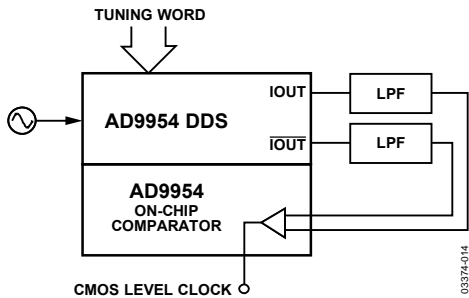 TUNING WORD
IOUT
LPF
AD9954 DDS
IOUT
LPF
AD9954
ON-CHIP
COMPARATOR
CMOS LEVEL CLOCK
03374-014